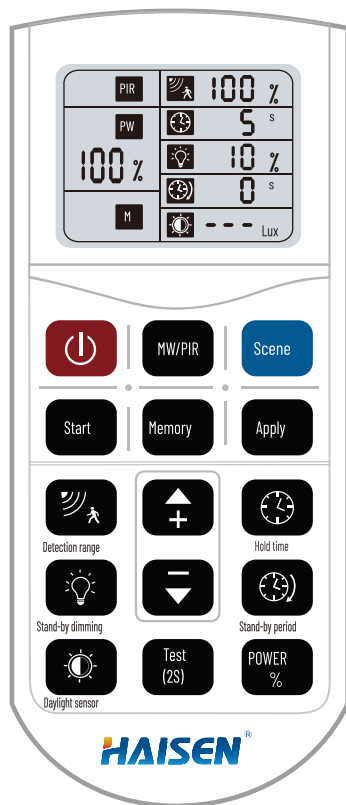 PIR
100 %
PW
5 s
100 %
10 %
0 s
M
--- Lux
MW/PIR
Scene
Start
Memory
Apply
Detection range
+
Hold time
Stand-by dimming
−
Stand-by period
Daylight sensor
Test
(2S)
POWER
%
HAISEN®